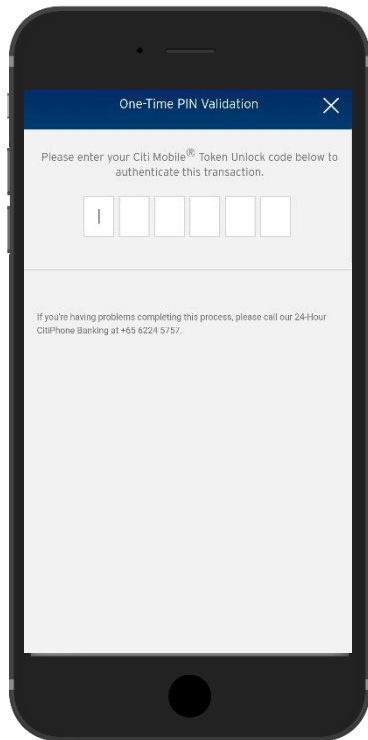 One-Time PIN Validation
Please enter your Citi Mobile® Token Unlock code below to
authenticate this transaction.
If you're having problems completing this process, please call our 24-Hour
CitiPhone Banking at +65 6224 5757.